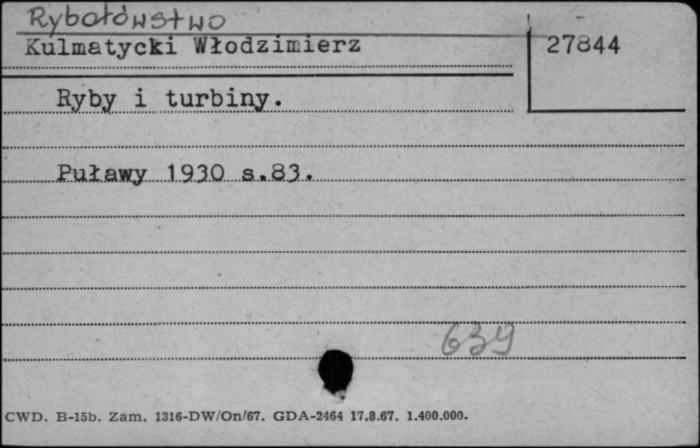 Rybołówstwo
Kulmatycki Włodzimierz
27844
Ryby i turbiny.
Puławy 1930 s.83.
639
CWD. B-15b. Zam. 1316-DW/On/67. GDA-2464 17.8.67. 1.400.000.